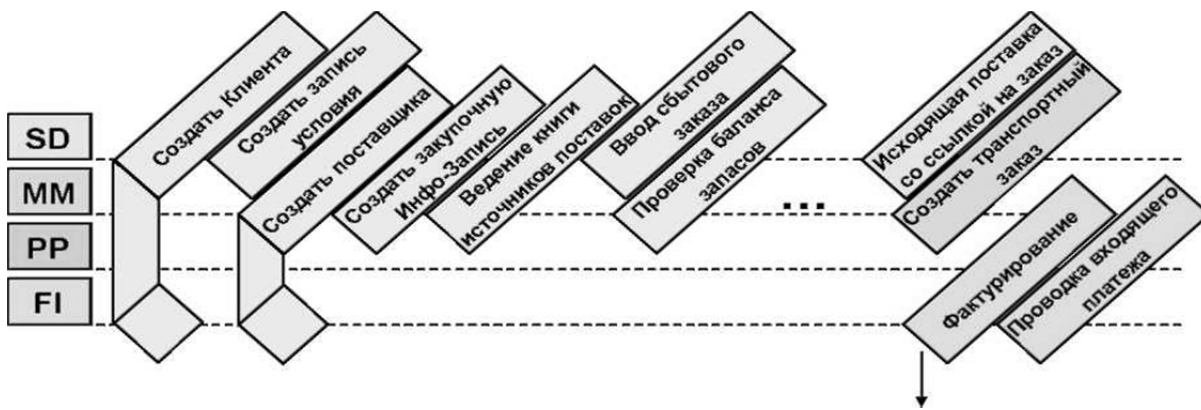 SD
MM
PP
FI
Создать Клиента
Создать запись
условия
Создать поставщика
Создать закупочную
Инфо-Запись
Ведение книги
источников поставок
Ввод сбытового
заказа
Проверка баланса
запасов
...
Исходящая поставка
со ссылкой на заказ
Создать транспортный
заказ
Фактурирование
Проводка входящего
платежа